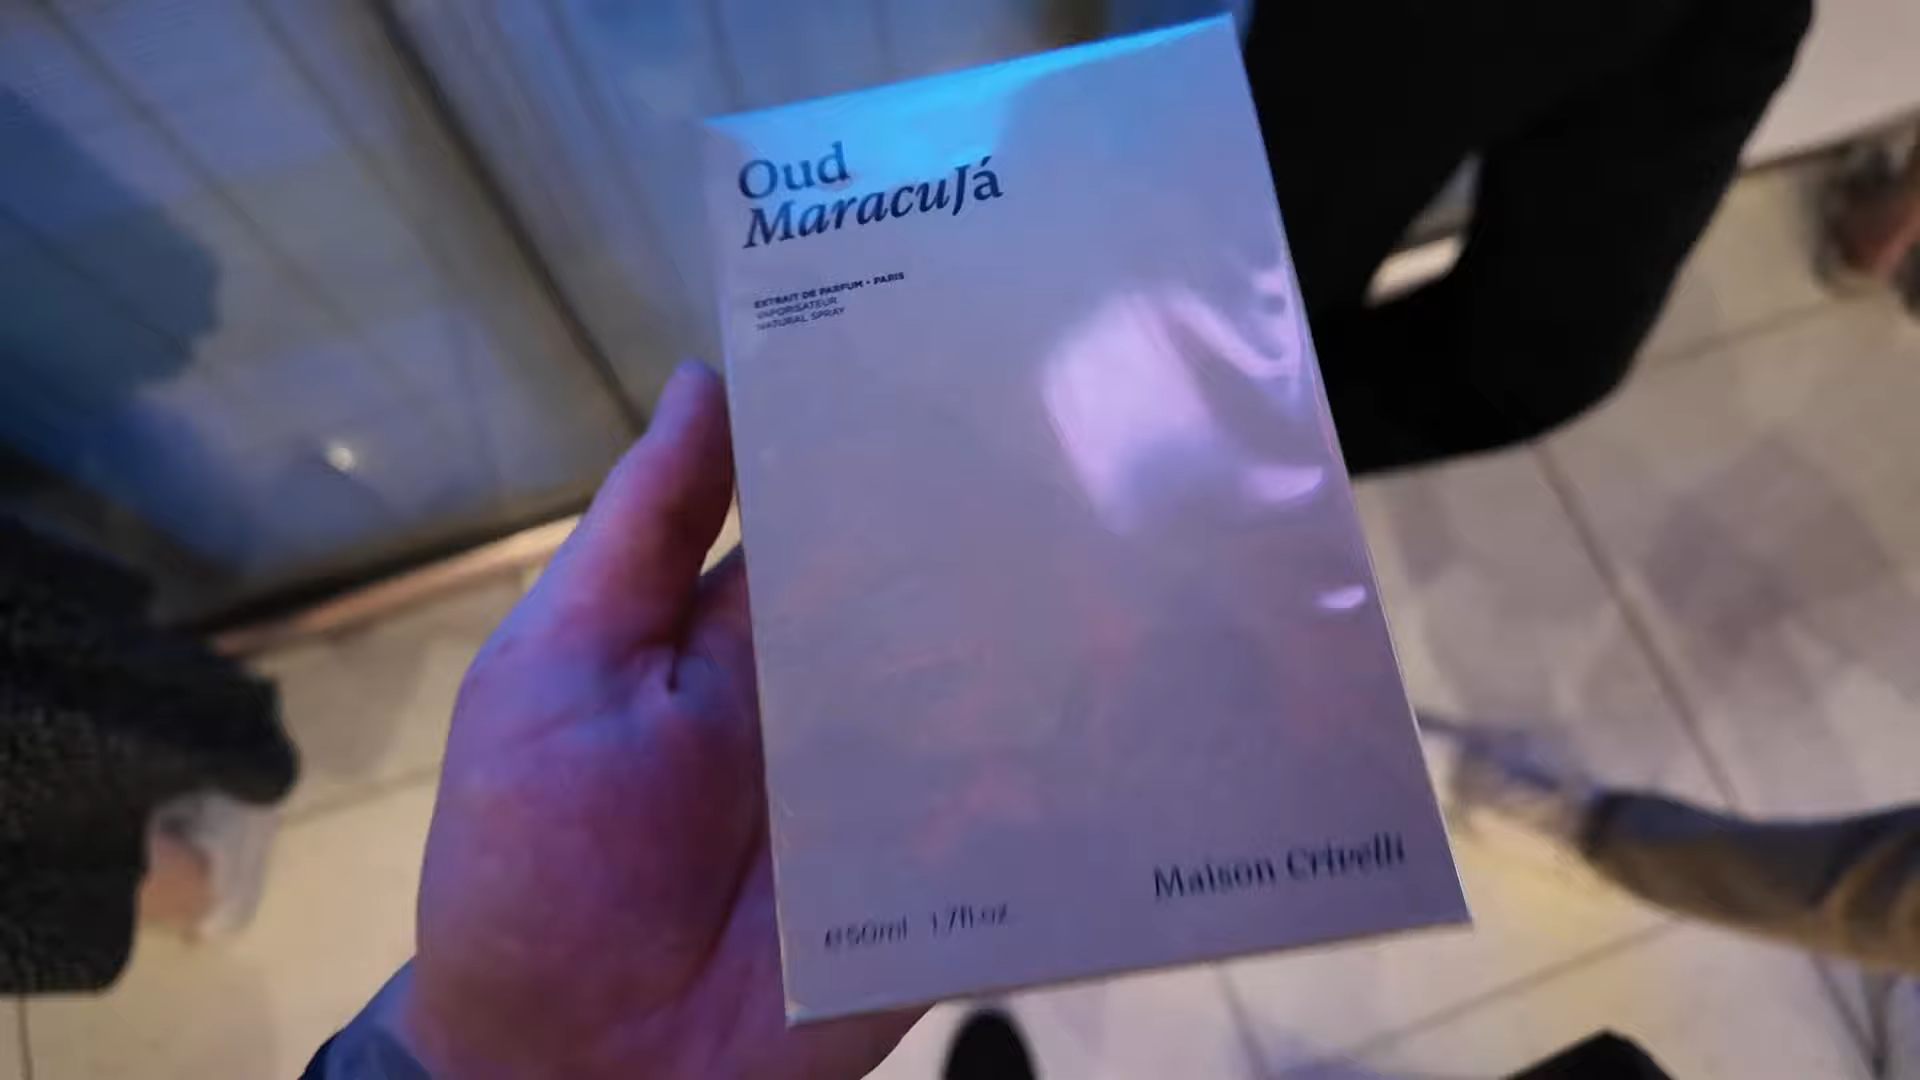 Oud
MaracuJá
EXTRAIT DE PARFUM • PARIS
VAPORISATEUR
NATURAL SPRAY
Maison Crivelli
℮50ml 1.7fl.oz